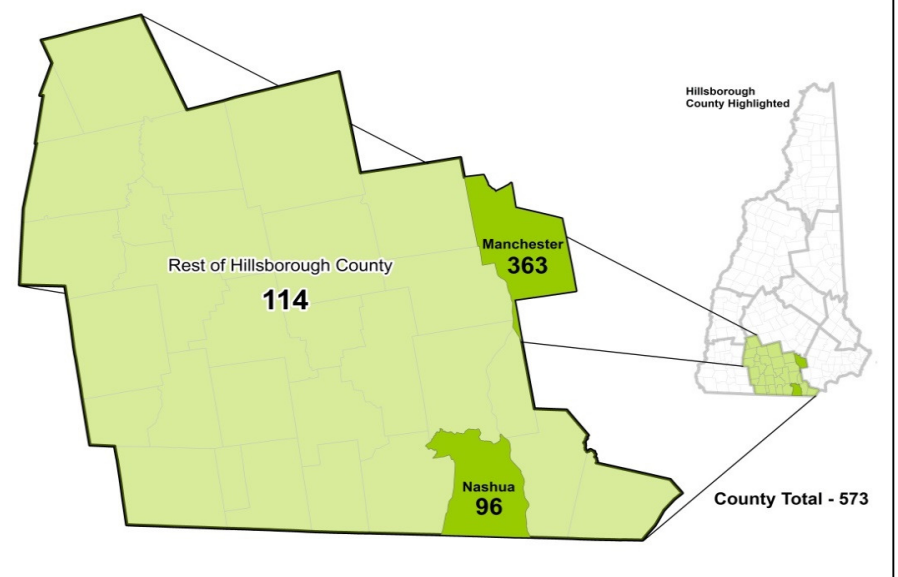 Hillsborough
County Highlighted
Manchester
363
Rest of Hillsborough County
114
Nashua
96
County Total - 573